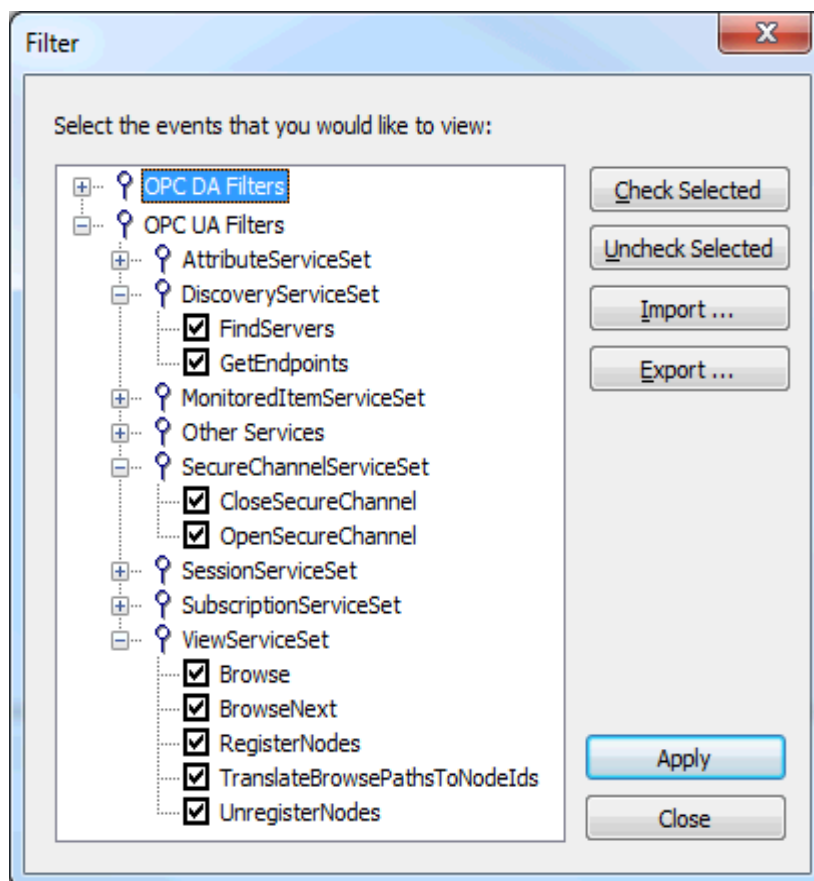 Filter
Select the events that you would like to view:
OPC DA Filters
OPC UA Filters
AttributeServiceSet
DiscoveryServiceSet
FindServers
GetEndpoints
MonitoredItemServiceSet
Other Services
SecureChannelServiceSet
CloseSecureChannel
OpenSecureChannel
SessionServiceSet
SubscriptionServiceSet
ViewServiceSet
Browse
BrowseNext
RegisterNodes
TranslateBrowsePathsToNodeIds
UnregisterNodes
Check Selected
Uncheck Selected
Import ...
Export ...
Apply
Close